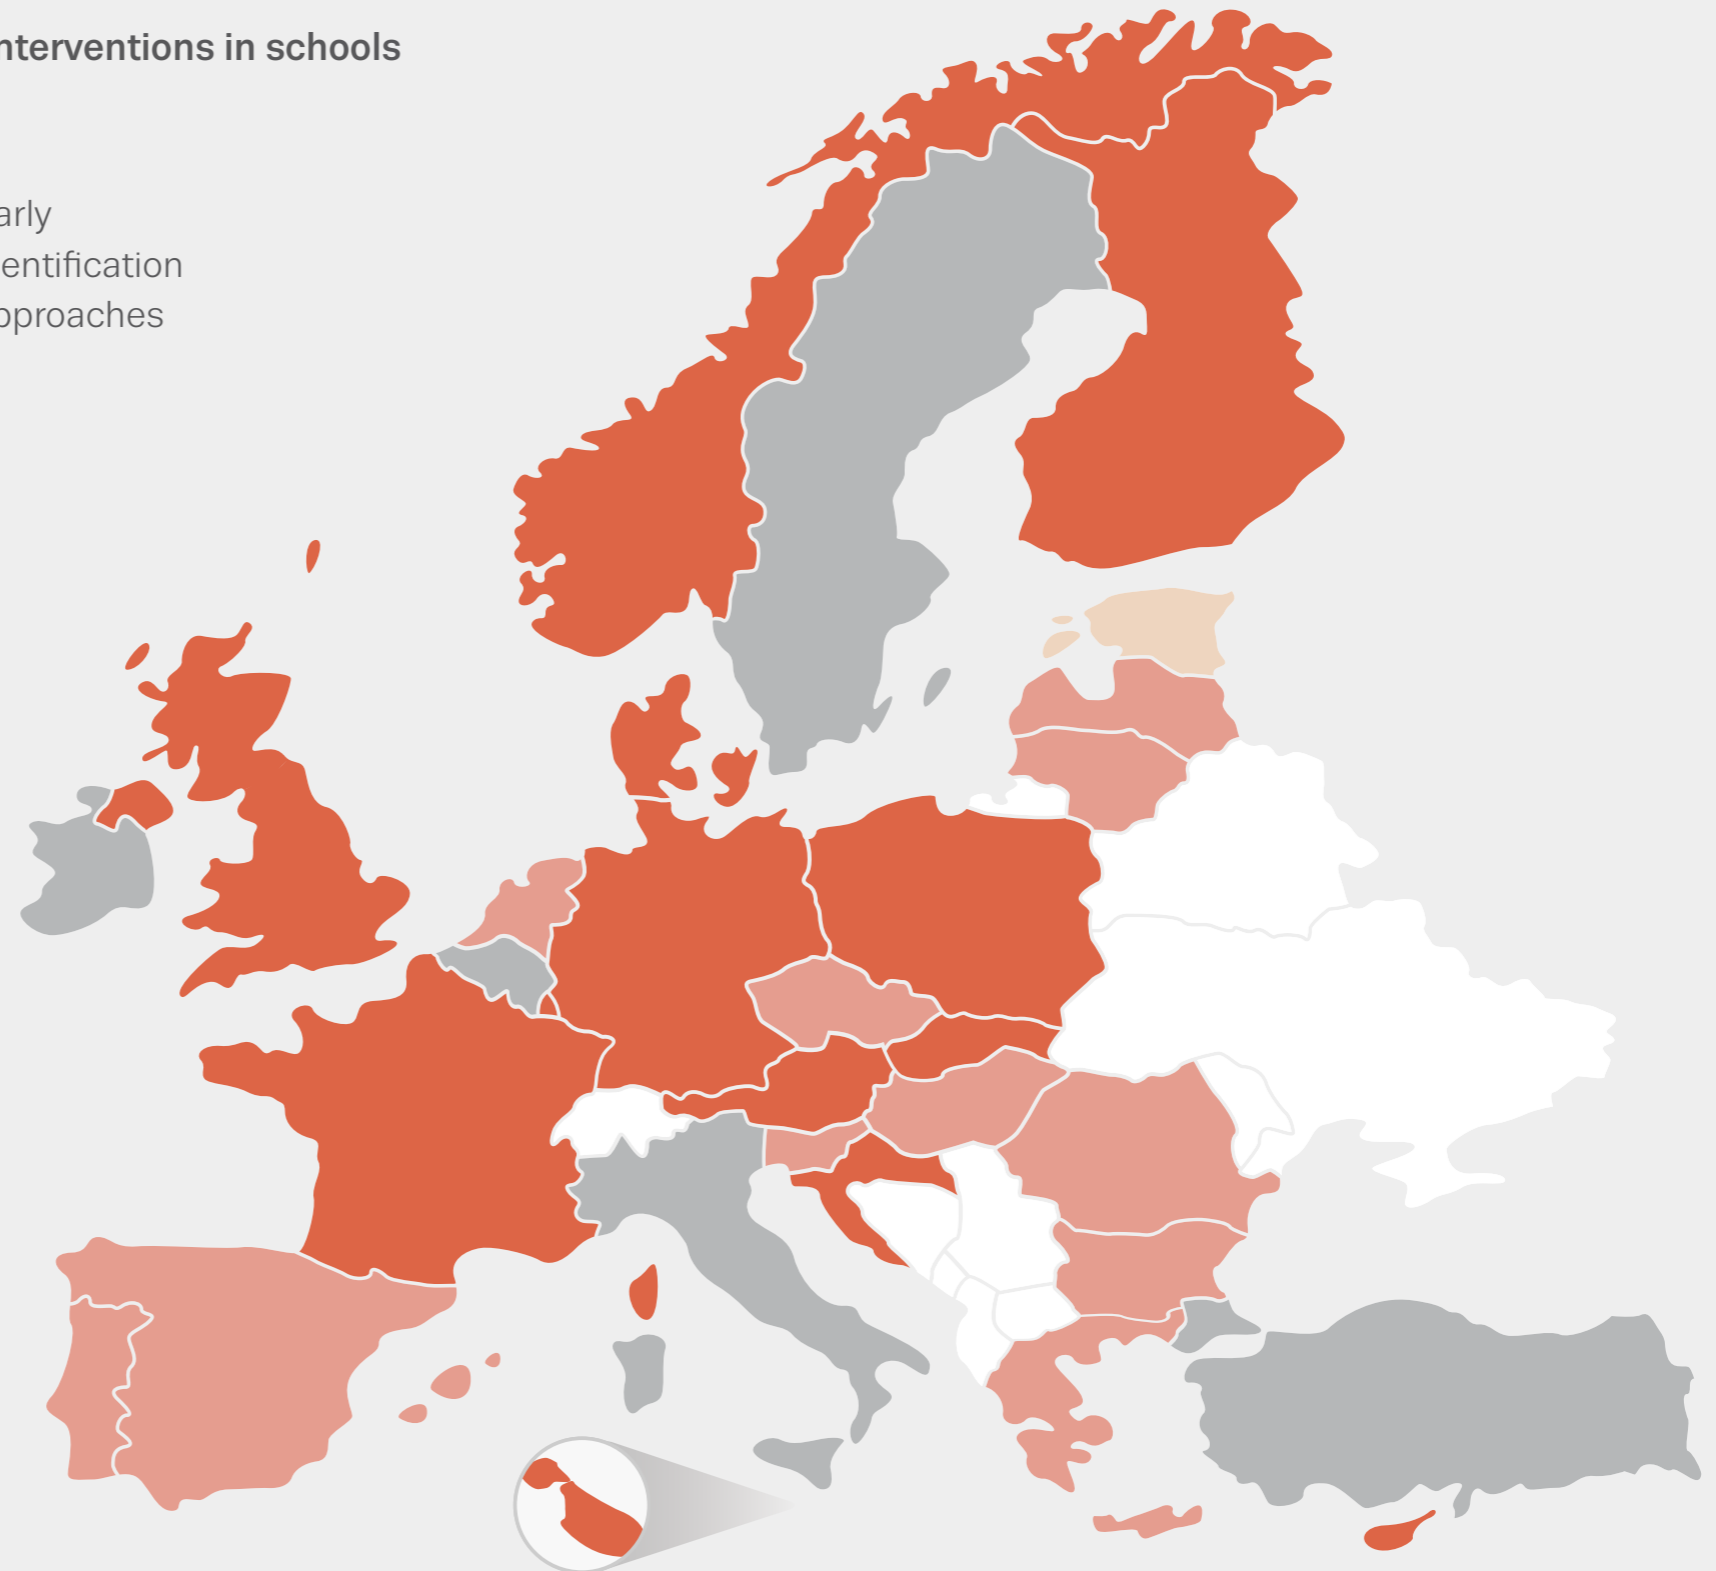 nterventions in schools
arly
entification
pproaches